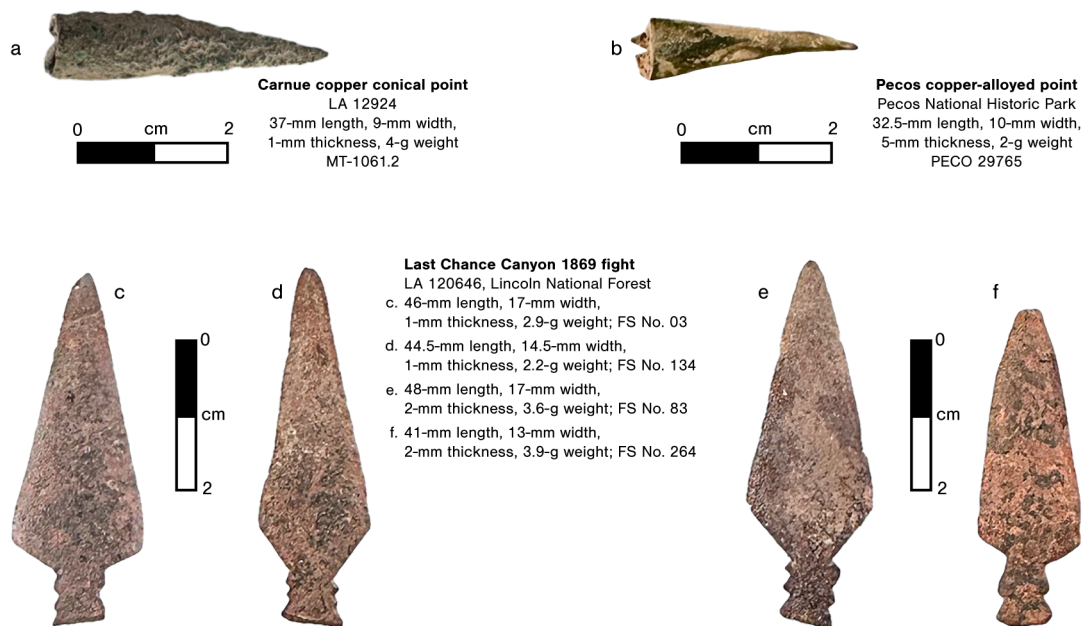 a
Carnue copper conical point
LA 12924
37-mm length, 9-mm width,
1-mm thickness, 4-g weight
MT-1061.2
0 cm 2
b
Pecos copper-alloyed point
Pecos National Historic Park
32.5-mm length, 10-mm width,
5-mm thickness, 2-g weight
PECO 29765
0 cm 2
c
0
cm
2
d
Last Chance Canyon 1869 fight
LA 120646, Lincoln National Forest
c. 46-mm length, 17-mm width,
1-mm thickness, 2.9-g weight; FS No. 03
d. 44.5-mm length, 14.5-mm width,
1-mm thickness, 2.2-g weight; FS No. 134
e. 48-mm length, 17-mm width,
2-mm thickness, 3.6-g weight; FS No. 83
f. 41-mm length, 13-mm width,
2-mm thickness, 3.9-g weight; FS No. 264
e
0
cm
2
f